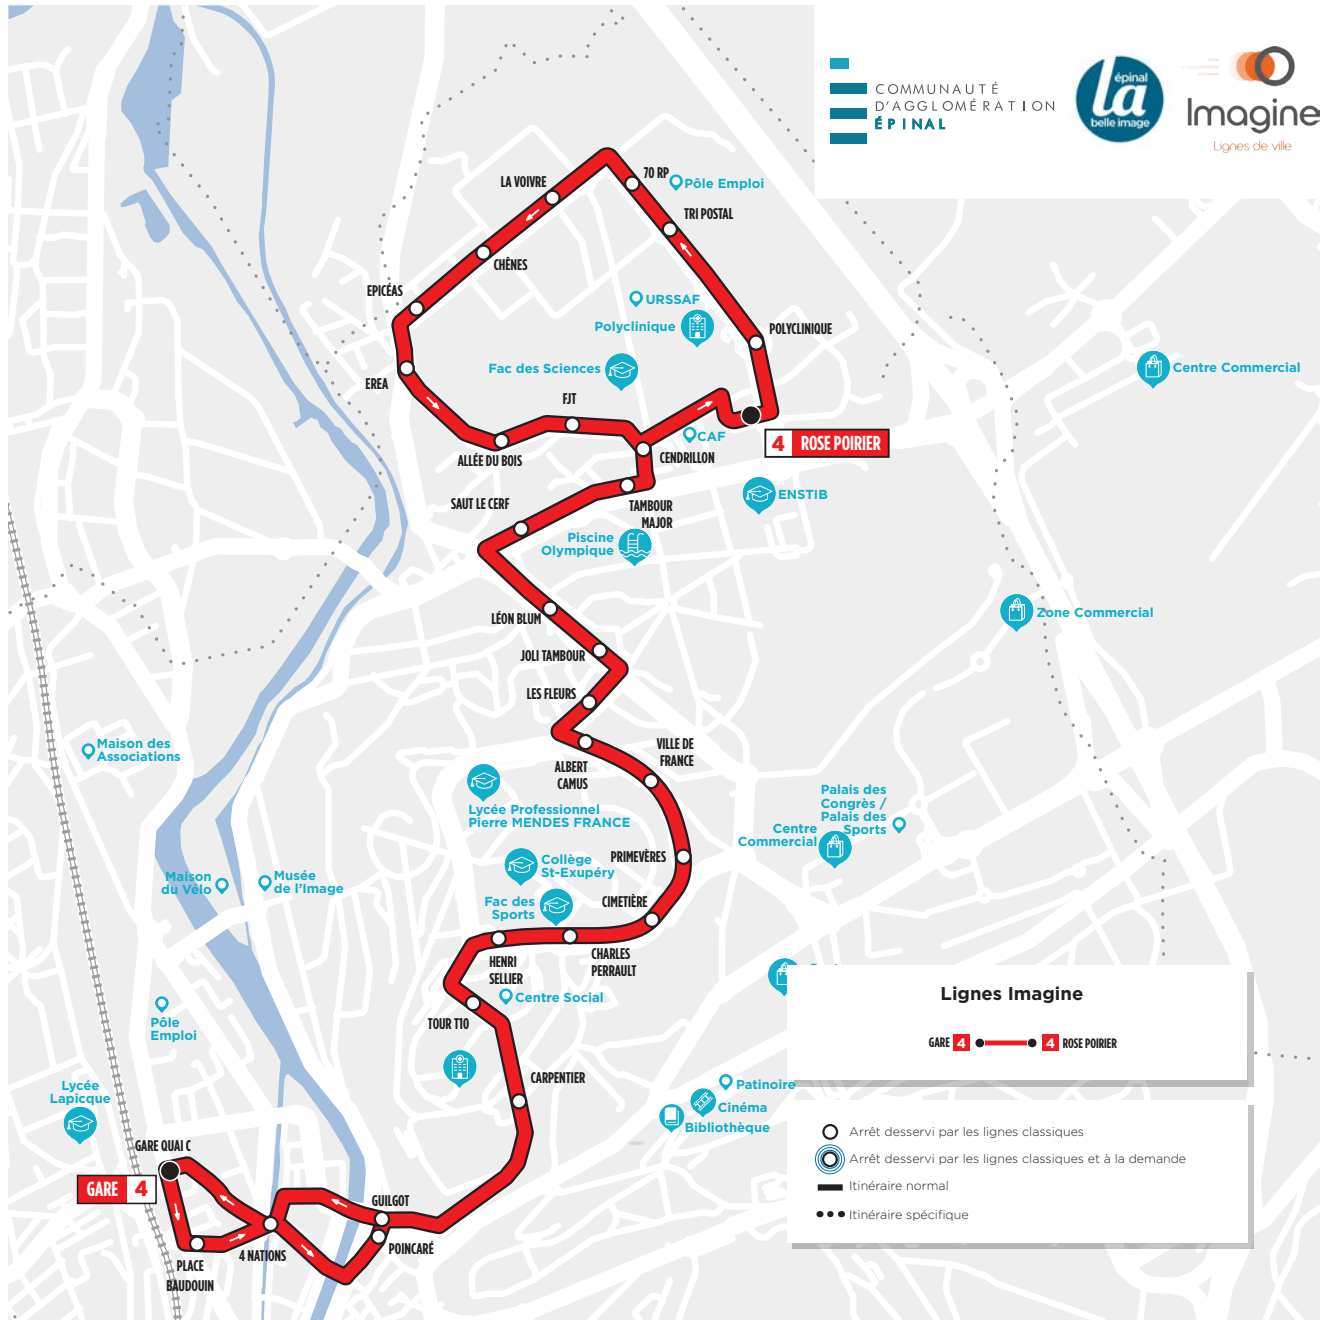 COMMUNAUTÉ
D'AGGLOMÉRATION
ÉPINAL
épinal
la
belle image
Imagine
Lignes de ville
70 RP
Pôle Emploi
LA VOIVRE
TRI POSTAL
CHÊNES
EPICÉAS
URSSAF
Polyclinique
POLYCLINIQUE
Fac des Sciences
Centre Commercial
EREA
FJT
CAF
4 ROSE POIRIER
ALLÉE DU BOIS
CENDRILLON
ENSTIB
SAUT LE CERF
TAMBOUR
MAJOR
Piscine
Olympique
LÉON BLUM
Zone Commercial
JOLI TAMBOUR
LES FLEURS
Maison des
Associations
VILLE DE
FRANCE
ALBERT
CAMUS
Lycée Professionnel
Pierre MENDES FRANCE
Palais des
Congrès /
Palais des
Sports
Centre
Commercial
PRIMEVÈRES
Collège
St-Exupéry
Maison
du Vélo
Musée
de l'Image
Fac des
Sports
CIMETIÈRE
HENRI
SELLIER
CHARLES
PERRAULT
Centre Social
TOUR T10
Pôle
Emploi
CARPENTIER
Lycée
Lapicque
Patinoire
Cinéma
Bibliothèque
GARE QUAI C
GARE 4
GUILGOT
POINCARÉ
4 NATIONS
PLACE
BAUDOUIN
Lignes Imagine
GARE 4 4 ROSE POIRIER
Arrêt desservi par les lignes classiques
Arrêt desservi par les lignes classiques et à la demande
Itinéraire normal
Itinéraire spécifique